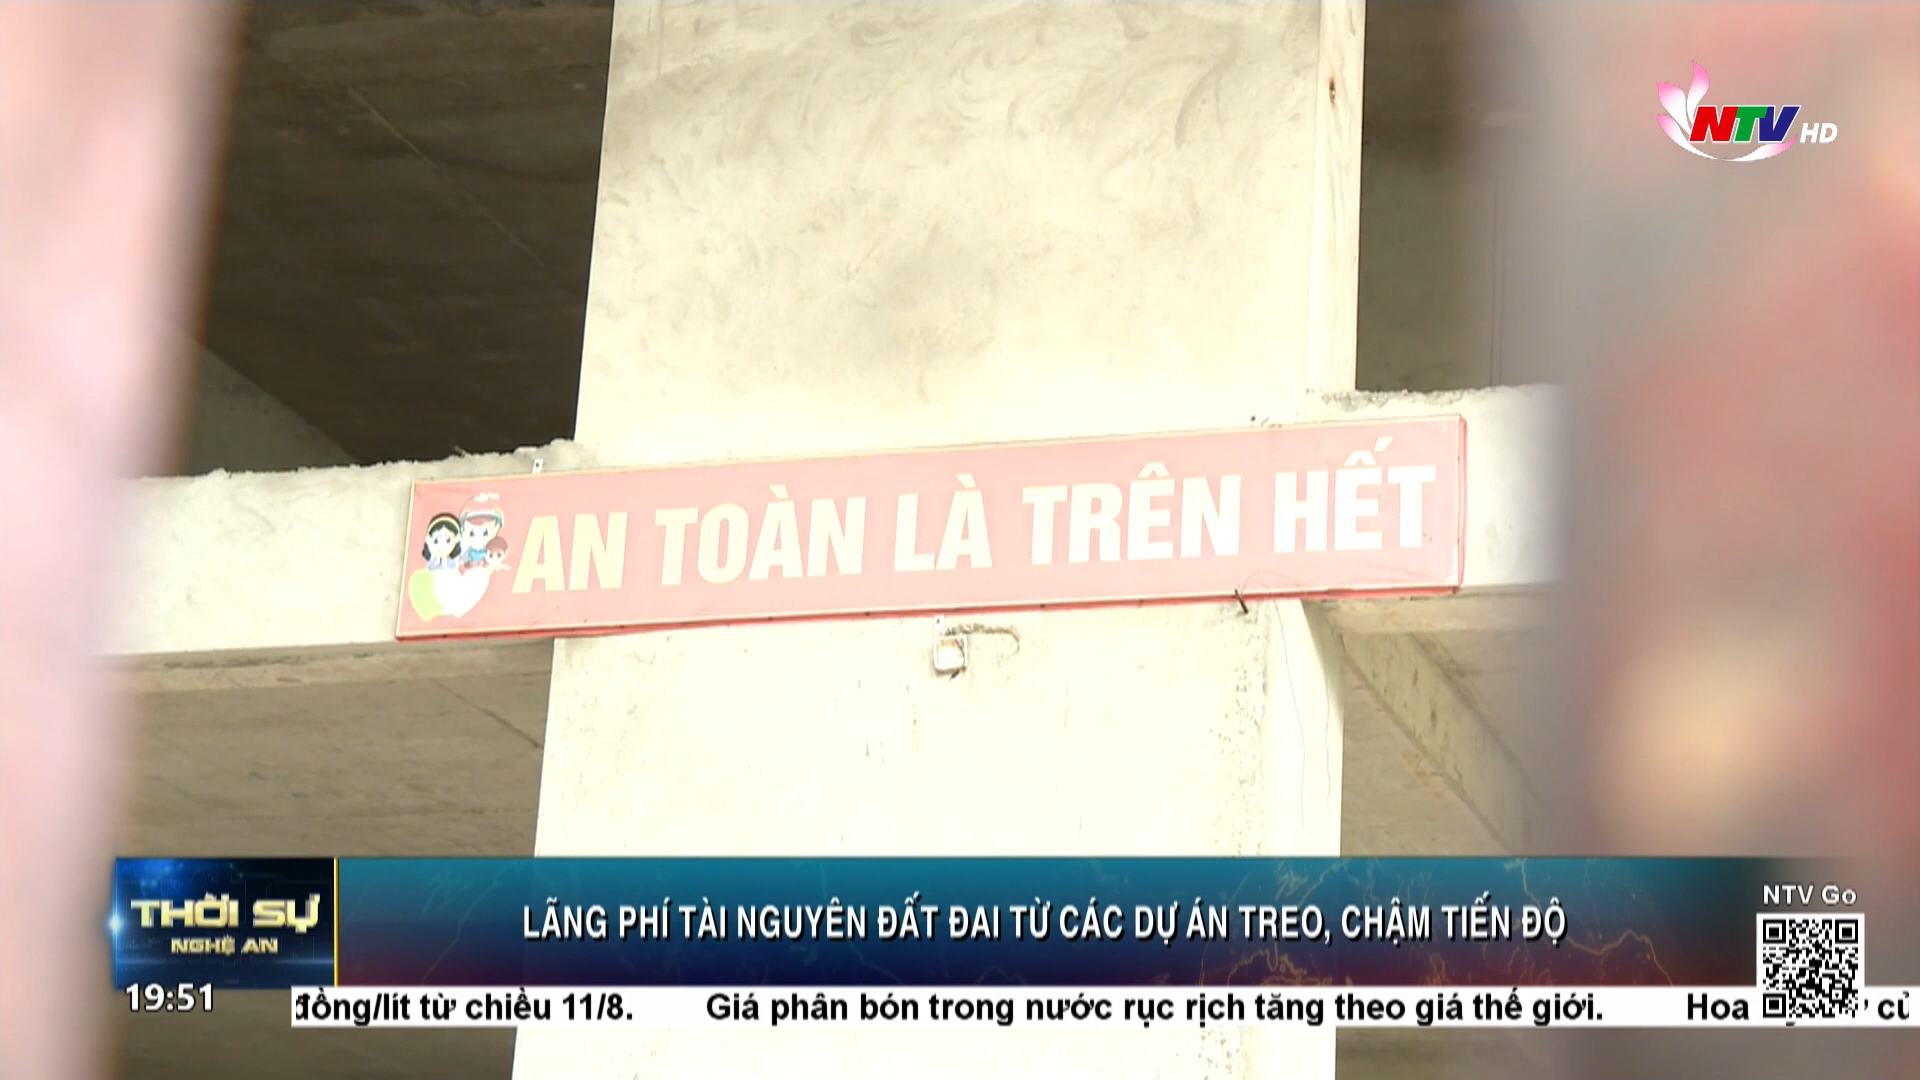 NTV HD
AN TOÀN LÀ TRÊN HẾT
THỜI SỰ
NGHỆ AN
LÃNG PHÍ TÀI NGUYÊN ĐẤT ĐAI TỪ CÁC DỰ ÁN TREO, CHẬM TIẾN ĐỘ
NTV Go
19:51
đồng/lít từ chiều 11/8. Giá phân bón trong nước rục rịch tăng theo giá thế giới. Hoa